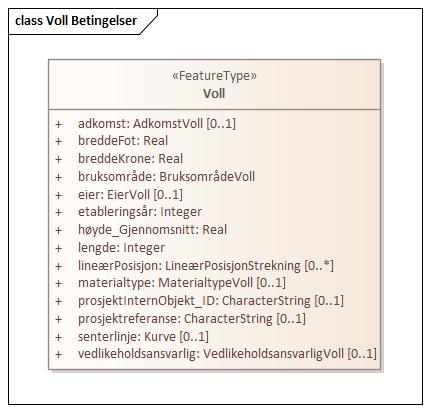 class Voll Betingelser
«FeatureType»
Voll
+ adkomst: AdkomstVoll [0..1]
+ breddeFot: Real
+ breddeKrone: Real
+ bruksområde: BruksområdeVoll
+ eier: EierVoll [0..1]
+ etableringsår: Integer
+ høyde_Gjennomsnitt: Real
+ lengde: Integer
+ lineærPosisjon: LineærPosisjonStrekning [0..*]
+ materialtype: MaterialtypeVoll [0..1]
+ prosjektInternObjekt_ID: CharacterString [0..1]
+ prosjektreferanse: CharacterString [0..1]
+ senterlinje: Kurve [0..1]
+ vedlikeholdsansvarlig: VedlikeholdsansvarligVoll [0..1]